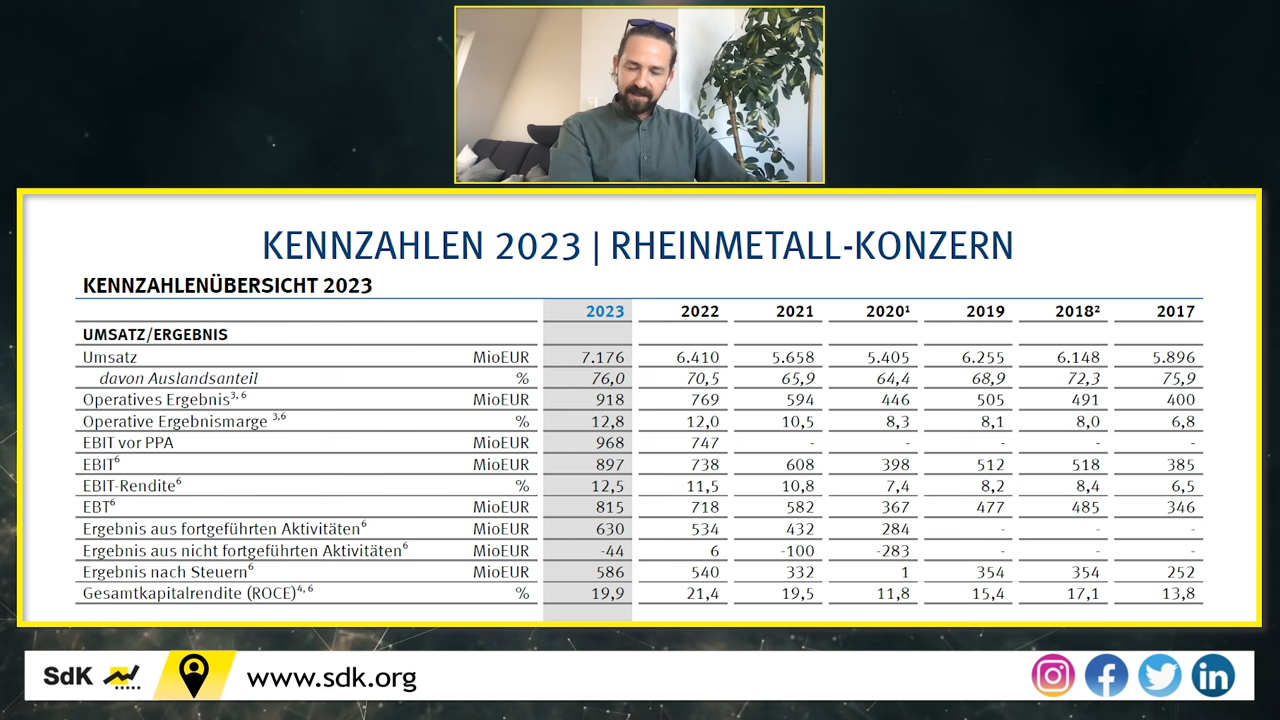 KENNZAHLEN 2023 | RHEINMETALL-KONZERN
KENNZAHLENÜBERSICHT 2023
2023 2022 2021 2020¹ 2019 2018² 2017
UMSATZ/ERGEBNIS
Umsatz MioEUR 7.176 6.410 5.658 5.405 6.255 6.148 5.896
davon Auslandsanteil % 76,0 70,5 65,9 64,4 68,9 72,3 75,9
Operatives Ergebnis³,⁶ MioEUR 918 769 594 446 505 491 400
Operative Ergebnismarge ³,⁶ % 12,8 12,0 10,5 8,3 8,1 8,0 6,8
EBIT vor PPA MioEUR 968 747 - - - - -
EBIT⁶ MioEUR 897 738 608 398 512 518 385
EBIT-Rendite⁶ % 12,5 11,5 10,8 7,4 8,2 8,4 6,5
EBT⁶ MioEUR 815 718 582 367 477 485 346
Ergebnis aus fortgeführten Aktivitäten⁶ MioEUR 630 534 432 284 - - -
Ergebnis aus nicht fortgeführten Aktivitäten⁶ MioEUR -44 6 -100 -283 - - -
Ergebnis nach Steuern⁶ MioEUR 586 540 332 1 354 354 252
Gesamtkapitalrendite (ROCE)⁴,⁶ % 19,9 21,4 19,5 11,8 15,4 17,1 13,8
SdK www.sdk.org